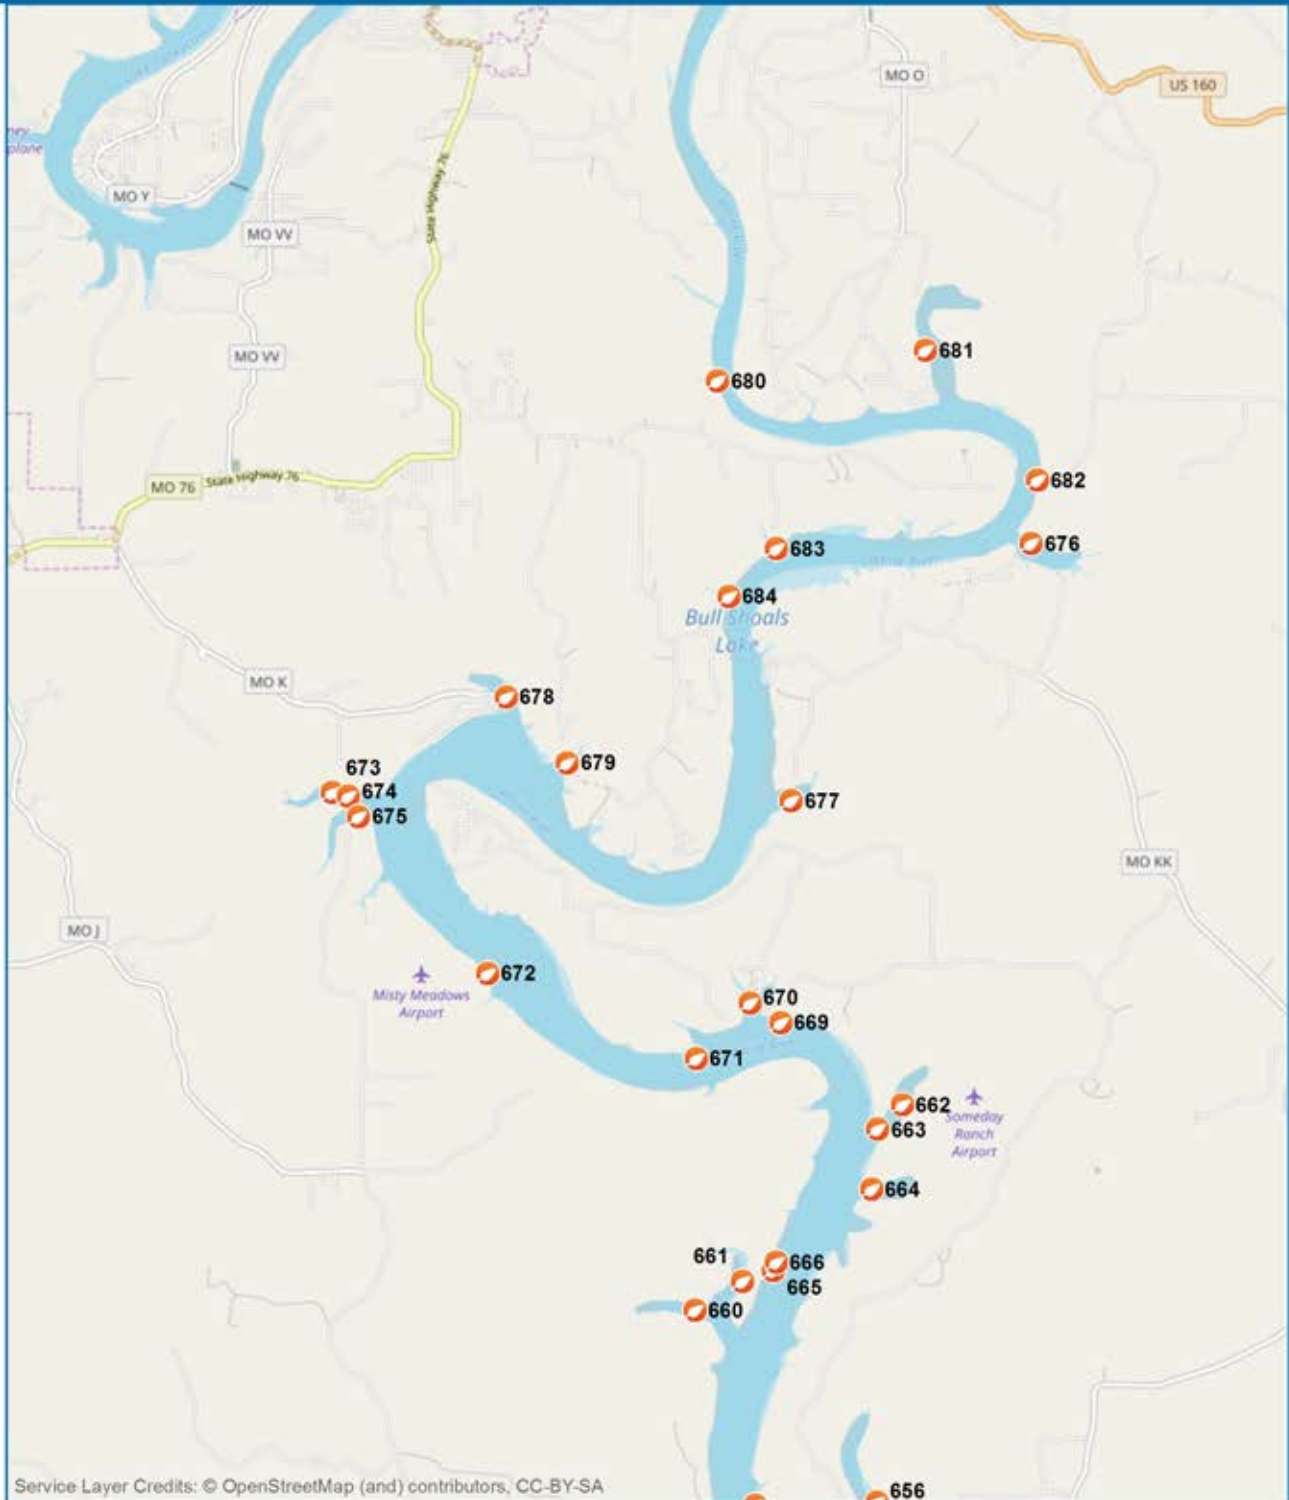 MO O
US 160
ney
plane
MO Y
State Highway 76
MO VV
681
MO VV
680
682
MO 76
State Highway 76
676
683
684
Bull Shoals
Lake
MO K
678
679
673
674
675
677
MO KK
MO J
672
Misty Meadows
Airport
670
669
671
662
Someday
Ranch
Airport
663
664
661
666
665
660
656
Service Layer Credits: © OpenStreetMap (and) contributors, CC-BY-SA